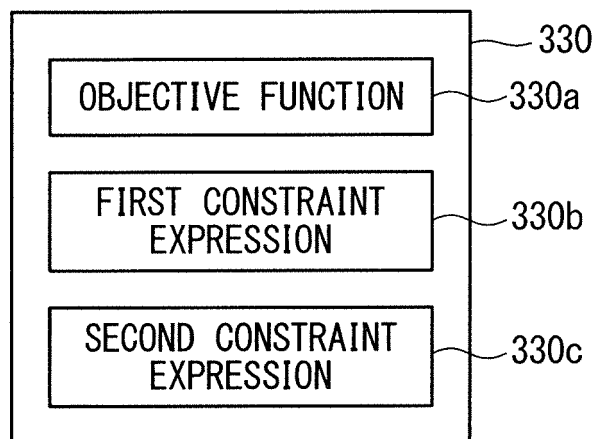 330
OBJECTIVE FUNCTION
330a
FIRST CONSTRAINT
EXPRESSION
330b
SECOND CONSTRAINT
EXPRESSION
330c